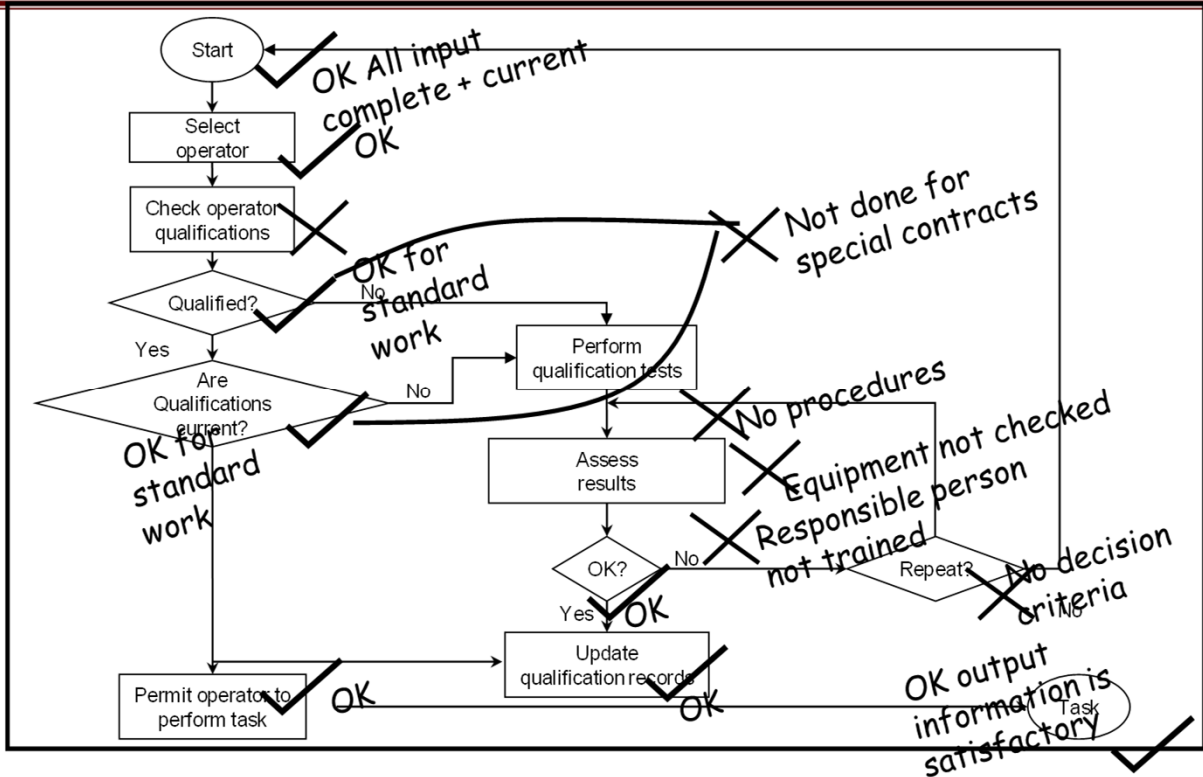 Start
OK All input
complete + current
Select
operator
OK
Check operator
qualifications
Not done for
special contracts
Qualified?
No
OK for
standard
work
Yes
Perform
qualification tests
Are
Qualifications
current?
No
OK for
standard
work
No procedures
Assess
results
Equipment not checked
Responsible person
not trained
OK?
No
Repeat?
No decision
criteria
No
Yes
OK
Update
qualification records
OK
Permit operator to
perform task
OK
OK output
information is
satisfactory
Task